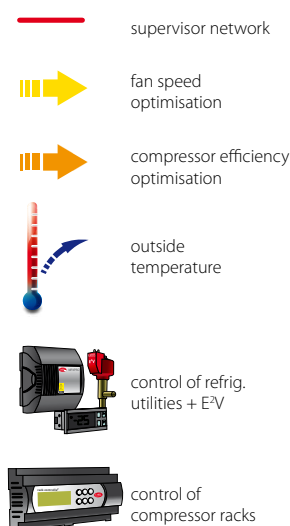 supervisor network
fan speed
optimisation
compressor efficiency
optimisation
outside
temperature
control of refrig.
utilities + E²V
control of
compressor racks